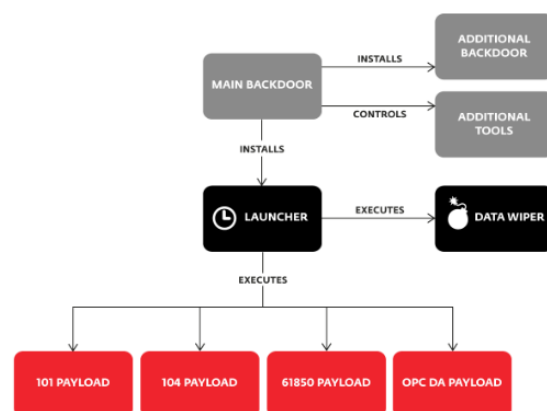 ADDITIONAL
BACKDOOR
INSTALLS
MAIN BACKDOOR
CONTROLS
ADDITIONAL
TOOLS
INSTALLS
LAUNCHER
EXECUTES
DATA WIPER
EXECUTES
101 PAYLOAD
104 PAYLOAD
61850 PAYLOAD
OPC DA PAYLOAD